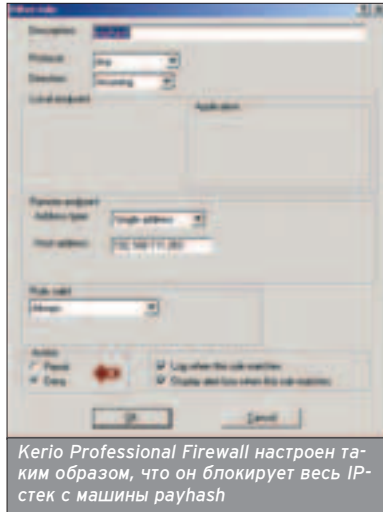 Description
Protocol
Any
Direction
Incoming
Local endpoint
Application
Remote endpoint
Address type
Single address
Host address
Rule valid
Always
Action
Permit
Deny
Log when this rule matches
Display alert box when this rule matches
OK
Cancel
Kerio Professional Firewall настроен та-
ким образом, что он блокирует весь IP-
стек с машины payhash